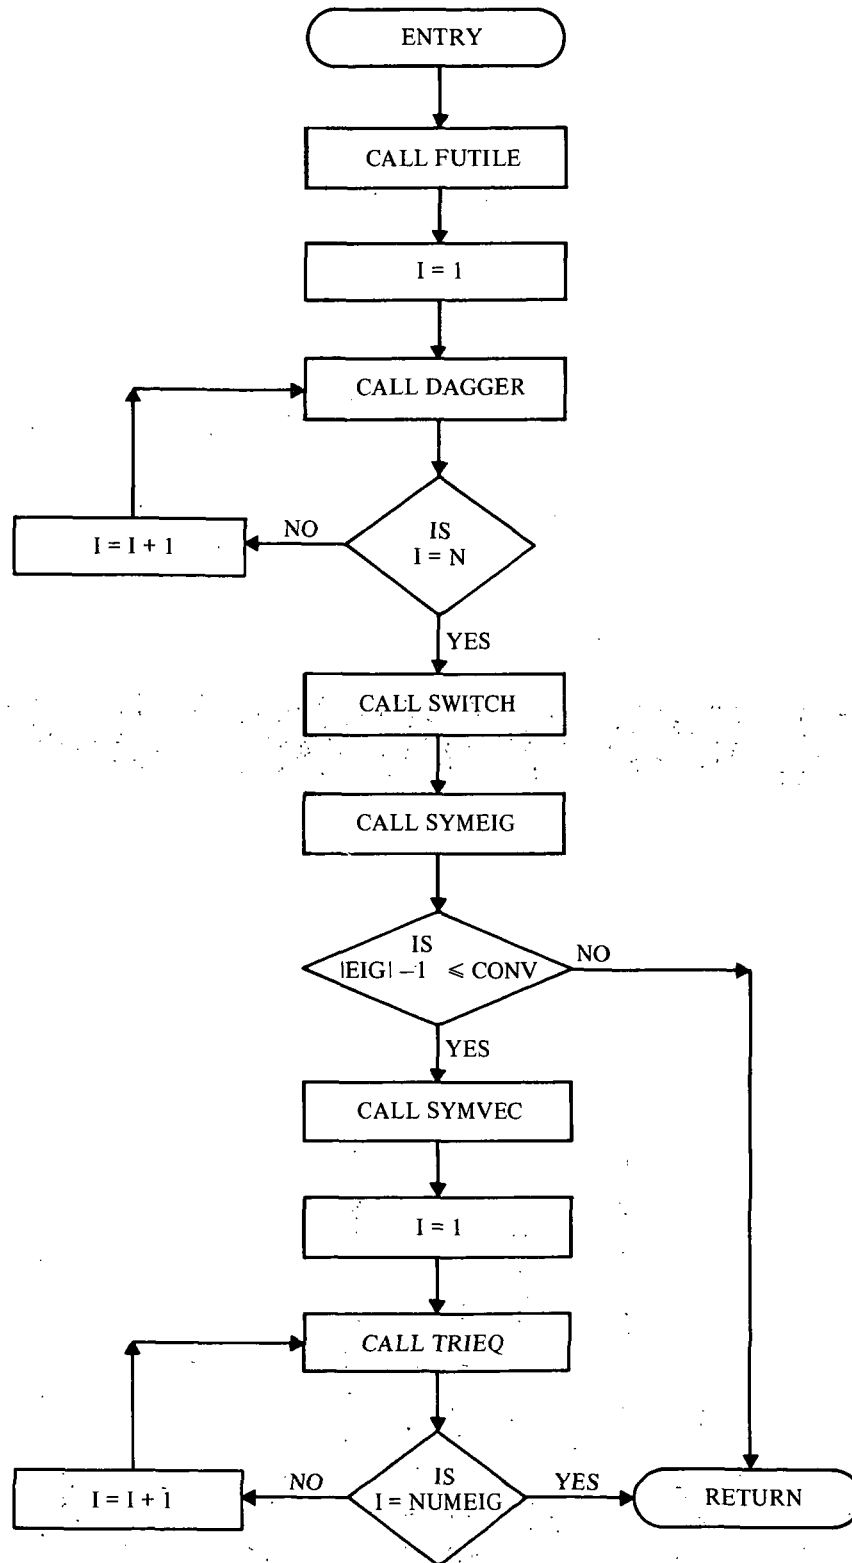 ENTRY
CALL FUTILE
I = 1
CALL DAGGER
IS
I = N
NO
I = I + 1
YES
CALL SWITCH
CALL SYMEIG
IS
|EIG| –1 ⩽ CONV
NO
YES
CALL SYMVEC
I = 1
CALL TRIEQ
IS
I = NUMEIG
NO
I = I + 1
YES
RETURN